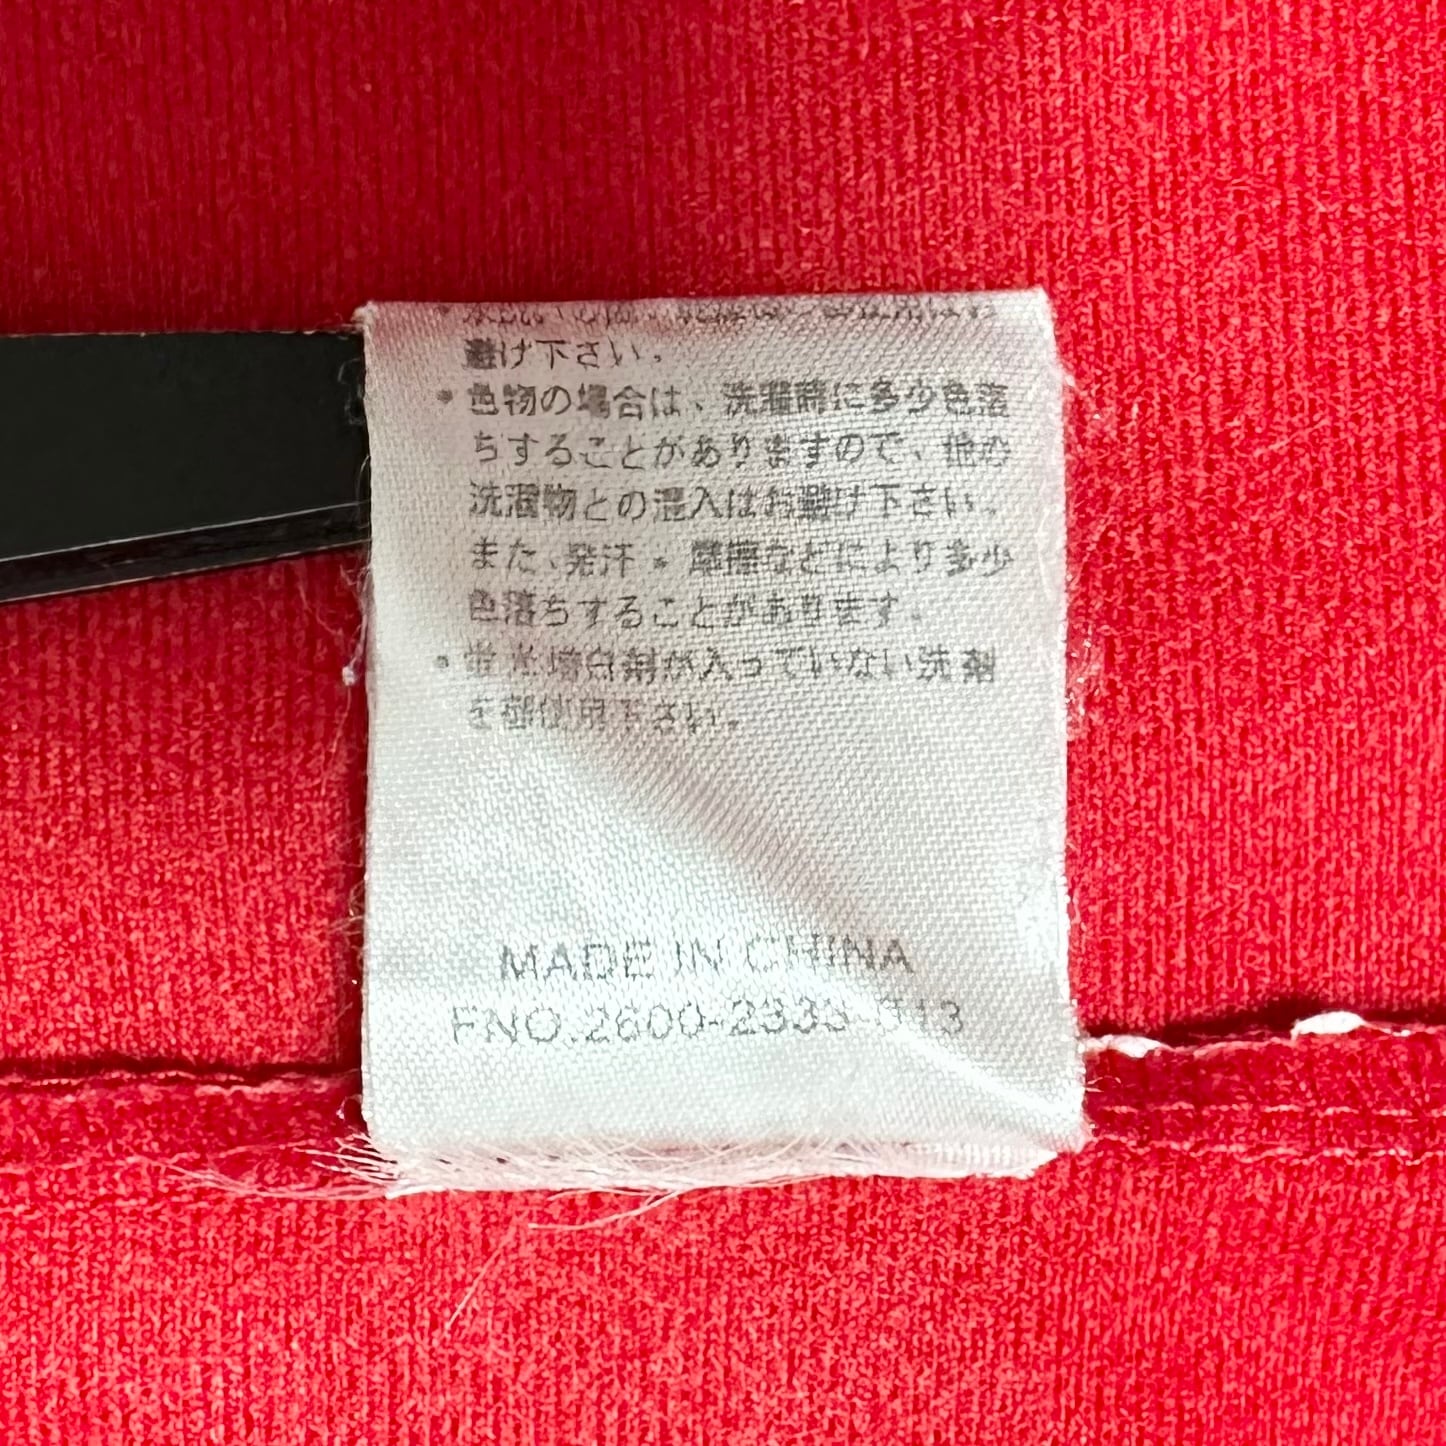 避け下さい。
・色物の場合は、洗濯時に多少色落
ちすることがありますので、他の
洗濯物との混入はお避け下さい。
また、発汗・摩擦などにより多少
色落ちすることがあります。
・蛍光増白剤が入っていない洗剤
を御使用下さい。
MADE IN CHINA
FNO.2600-2333-313